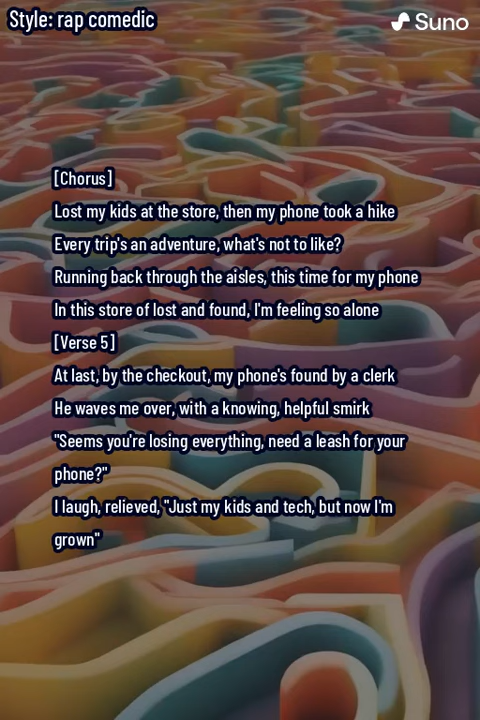 Style: rap comedic
Suno
[Chorus]
Lost my kids at the store, then my phone took a hike
Every trip's an adventure, what's not to like?
Running back through the aisles, this time for my phone
In this store of lost and found, I'm feeling so alone
[Verse 5]
At last, by the checkout, my phone's found by a clerk
He waves me over, with a knowing, helpful smirk
"Seems you're losing everything, need a leash for your
phone?"
I laugh, relieved, "Just my kids and tech, but now I'm
grown"